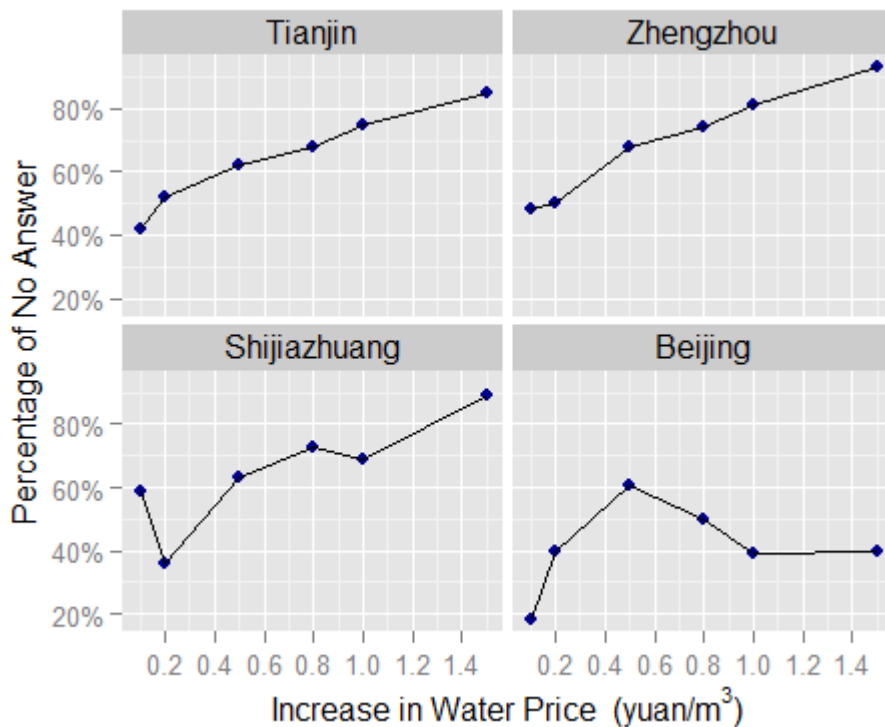 Tianjin
Zhengzhou
80%
60%
40%
20%
Shijiazhuang
Beijing
80%
60%
40%
20%
0.2 0.4 0.6 0.8 1.0 1.2 1.4
0.2 0.4 0.6 0.8 1.0 1.2 1.4
Percentage of No Answer
Increase in Water Price (yuan/m³)